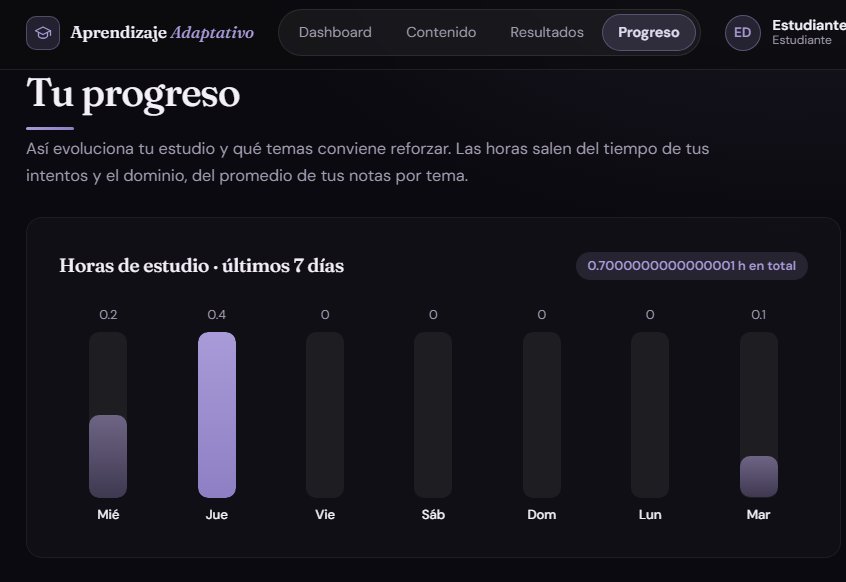 Aprendizaje Adaptativo
Dashboard
Contenido
Resultados
Progreso
ED
Estudiante
Estudiante
Tu progreso
Así evoluciona tu estudio y qué temas conviene reforzar. Las horas salen del tiempo de tus
intentos y el dominio, del promedio de tus notas por tema.
Horas de estudio · últimos 7 días
0.7000000000000001 h en total
0.2 0.4 0 0 0 0 0.1
Mié Jue Vie Sáb Dom Lun Mar